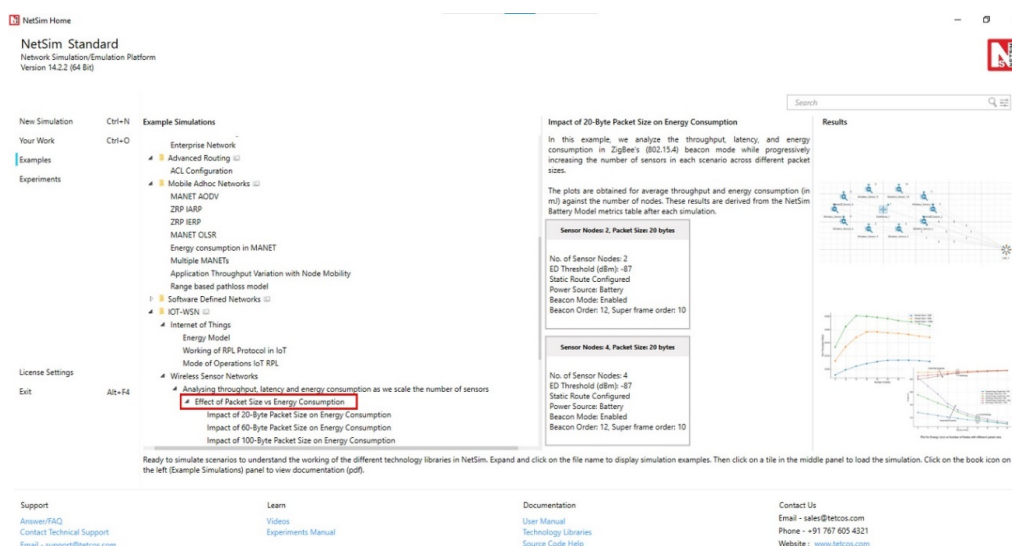 NetSim Home
NetSim Standard
Network Simulation/Emulation Platform
Version 14.2.2 (64 Bit)
Search
New Simulation Ctrl+N
Your Work Ctrl+O
Examples
Experiments
License Settings
Exit Alt+F4
Example Simulations
Enterprise Network
Advanced Routing
ACL Configuration
Mobile Adhoc Networks
MANET AODV
ZRP IARP
ZRP IERP
MANET OLSR
Energy consumption in MANET
Multiple MANETs
Application Throughput Variation with Node Mobility
Range based pathloss model
Software Defined Networks
IOT-WSN
Internet of Things
Energy Model
Working of RPL Protocol in IoT
Mode of Operations IoT RPL
Wireless Sensor Networks
Analysing throughput, latency and energy consumption as we scale the number of sensors
Effect of Packet Size vs Energy Consumption
Impact of 20-Byte Packet Size on Energy Consumption
Impact of 60-Byte Packet Size on Energy Consumption
Impact of 100-Byte Packet Size on Energy Consumption
Impact of 20-Byte Packet Size on Energy Consumption
In this example, we analyze the throughput, latency, and energy
consumption in ZigBee's (802.15.4) beacon mode while progressively
increasing the number of sensors in each scenario across different packet
sizes.
The plots are obtained for average throughput and energy consumption (in
mJ) against the number of nodes. These results are derived from the NetSim
Battery Model metrics table after each simulation.
Sensor Nodes: 2, Packet Size: 20 bytes
No. of Sensor Nodes: 2
ED Threshold (dBm): -87
Static Route Configured
Power Source: Battery
Beacon Mode: Enabled
Beacon Order: 12, Super frame order: 10
Sensor Nodes: 4, Packet Size: 20 bytes
No. of Sensor Nodes: 4
ED Threshold (dBm): -87
Static Route Configured
Power Source: Battery
Beacon Mode: Enabled
Beacon Order: 12, Super frame order: 10
Results
Ready to simulate scenarios to understand the working of the different technology libraries in NetSim. Expand and click on the file name to display simulation examples. Then click on a tile in the middle panel to load the simulation. Click on the book icon on
the left (Example Simulations) panel to view documentation (pdf).
Support
Answer/FAQ
Contact Technical Support
Email - support@tetcos.com
Learn
Videos
Experiments Manual
Documentation
User Manual
Technology Libraries
Source Code Help
Contact Us
Email - sales@tetcos.com
Phone - +91 767 605 4321
Website : www.tetcos.com